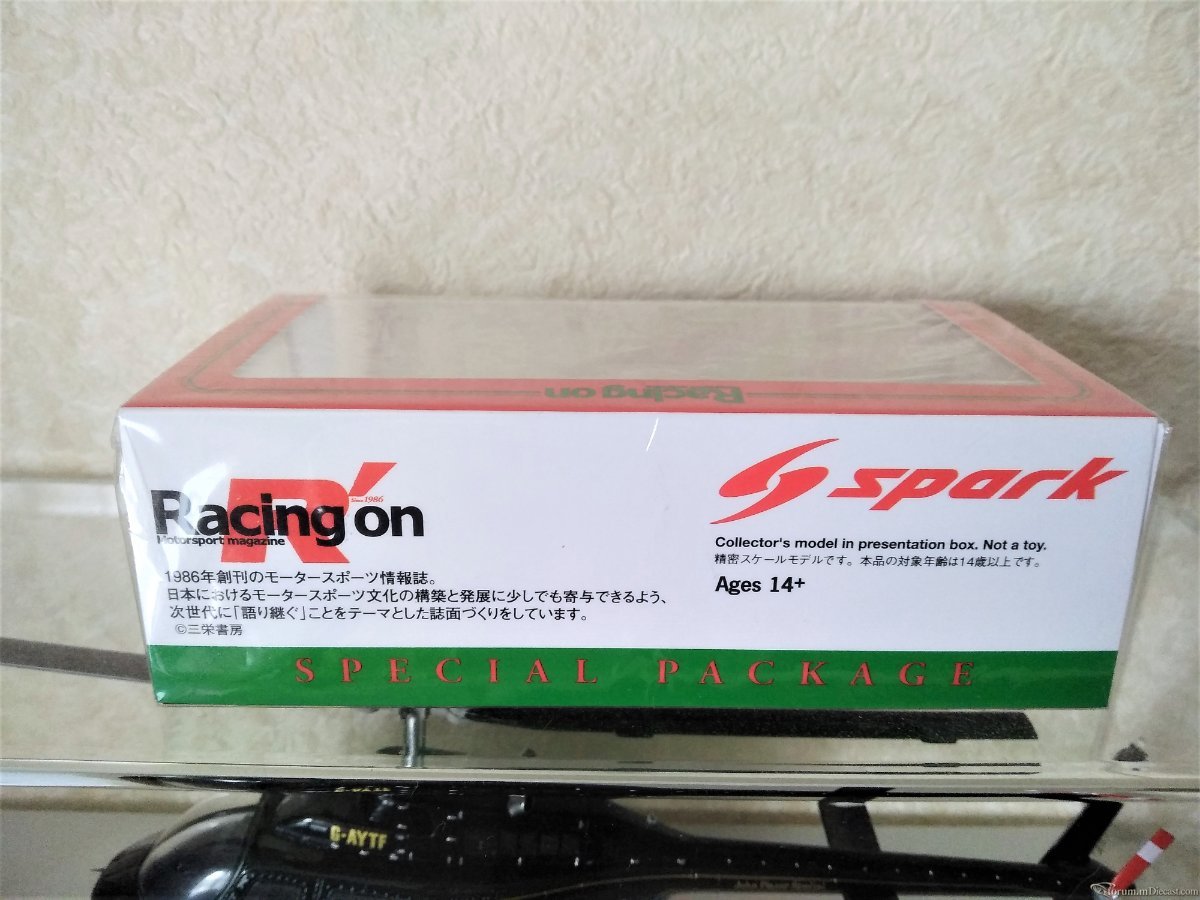 Racing on
Racing on
Since 1986
Motorsport magazine
1986年創刊のモータースポーツ情報誌。
日本におけるモータースポーツ文化の構築と発展に少しでも寄与できるよう、
次世代に「語り継ぐ」ことをテーマとした誌面づくりをしています。
©三栄書房
spark
Collector's model in presentation box. Not a toy.
精密スケールモデルです。本品の対象年齢は14歳以上です。
Ages 14+
SPECIAL PACKAGE
G-AYTF
forum.mDiecast.com